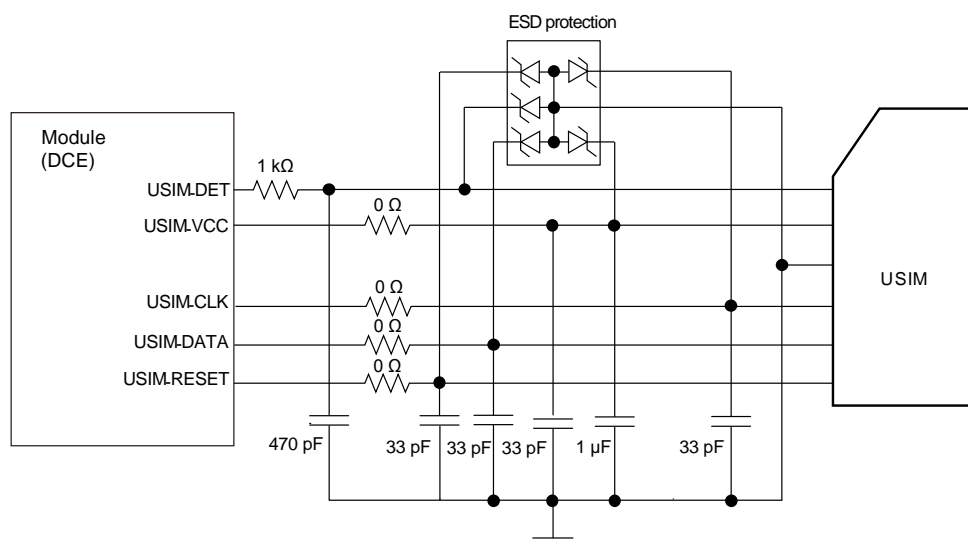 ESD protection
Module
(DCE)
1 kΩ
USIM-DET
0 Ω
USIM-VCC
USIM
0 Ω
USIM-CLK
0 Ω
USIM-DATA
0 Ω
USIM-RESET
470 pF
33 pF
33 pF
33 pF
1 µF
33 pF